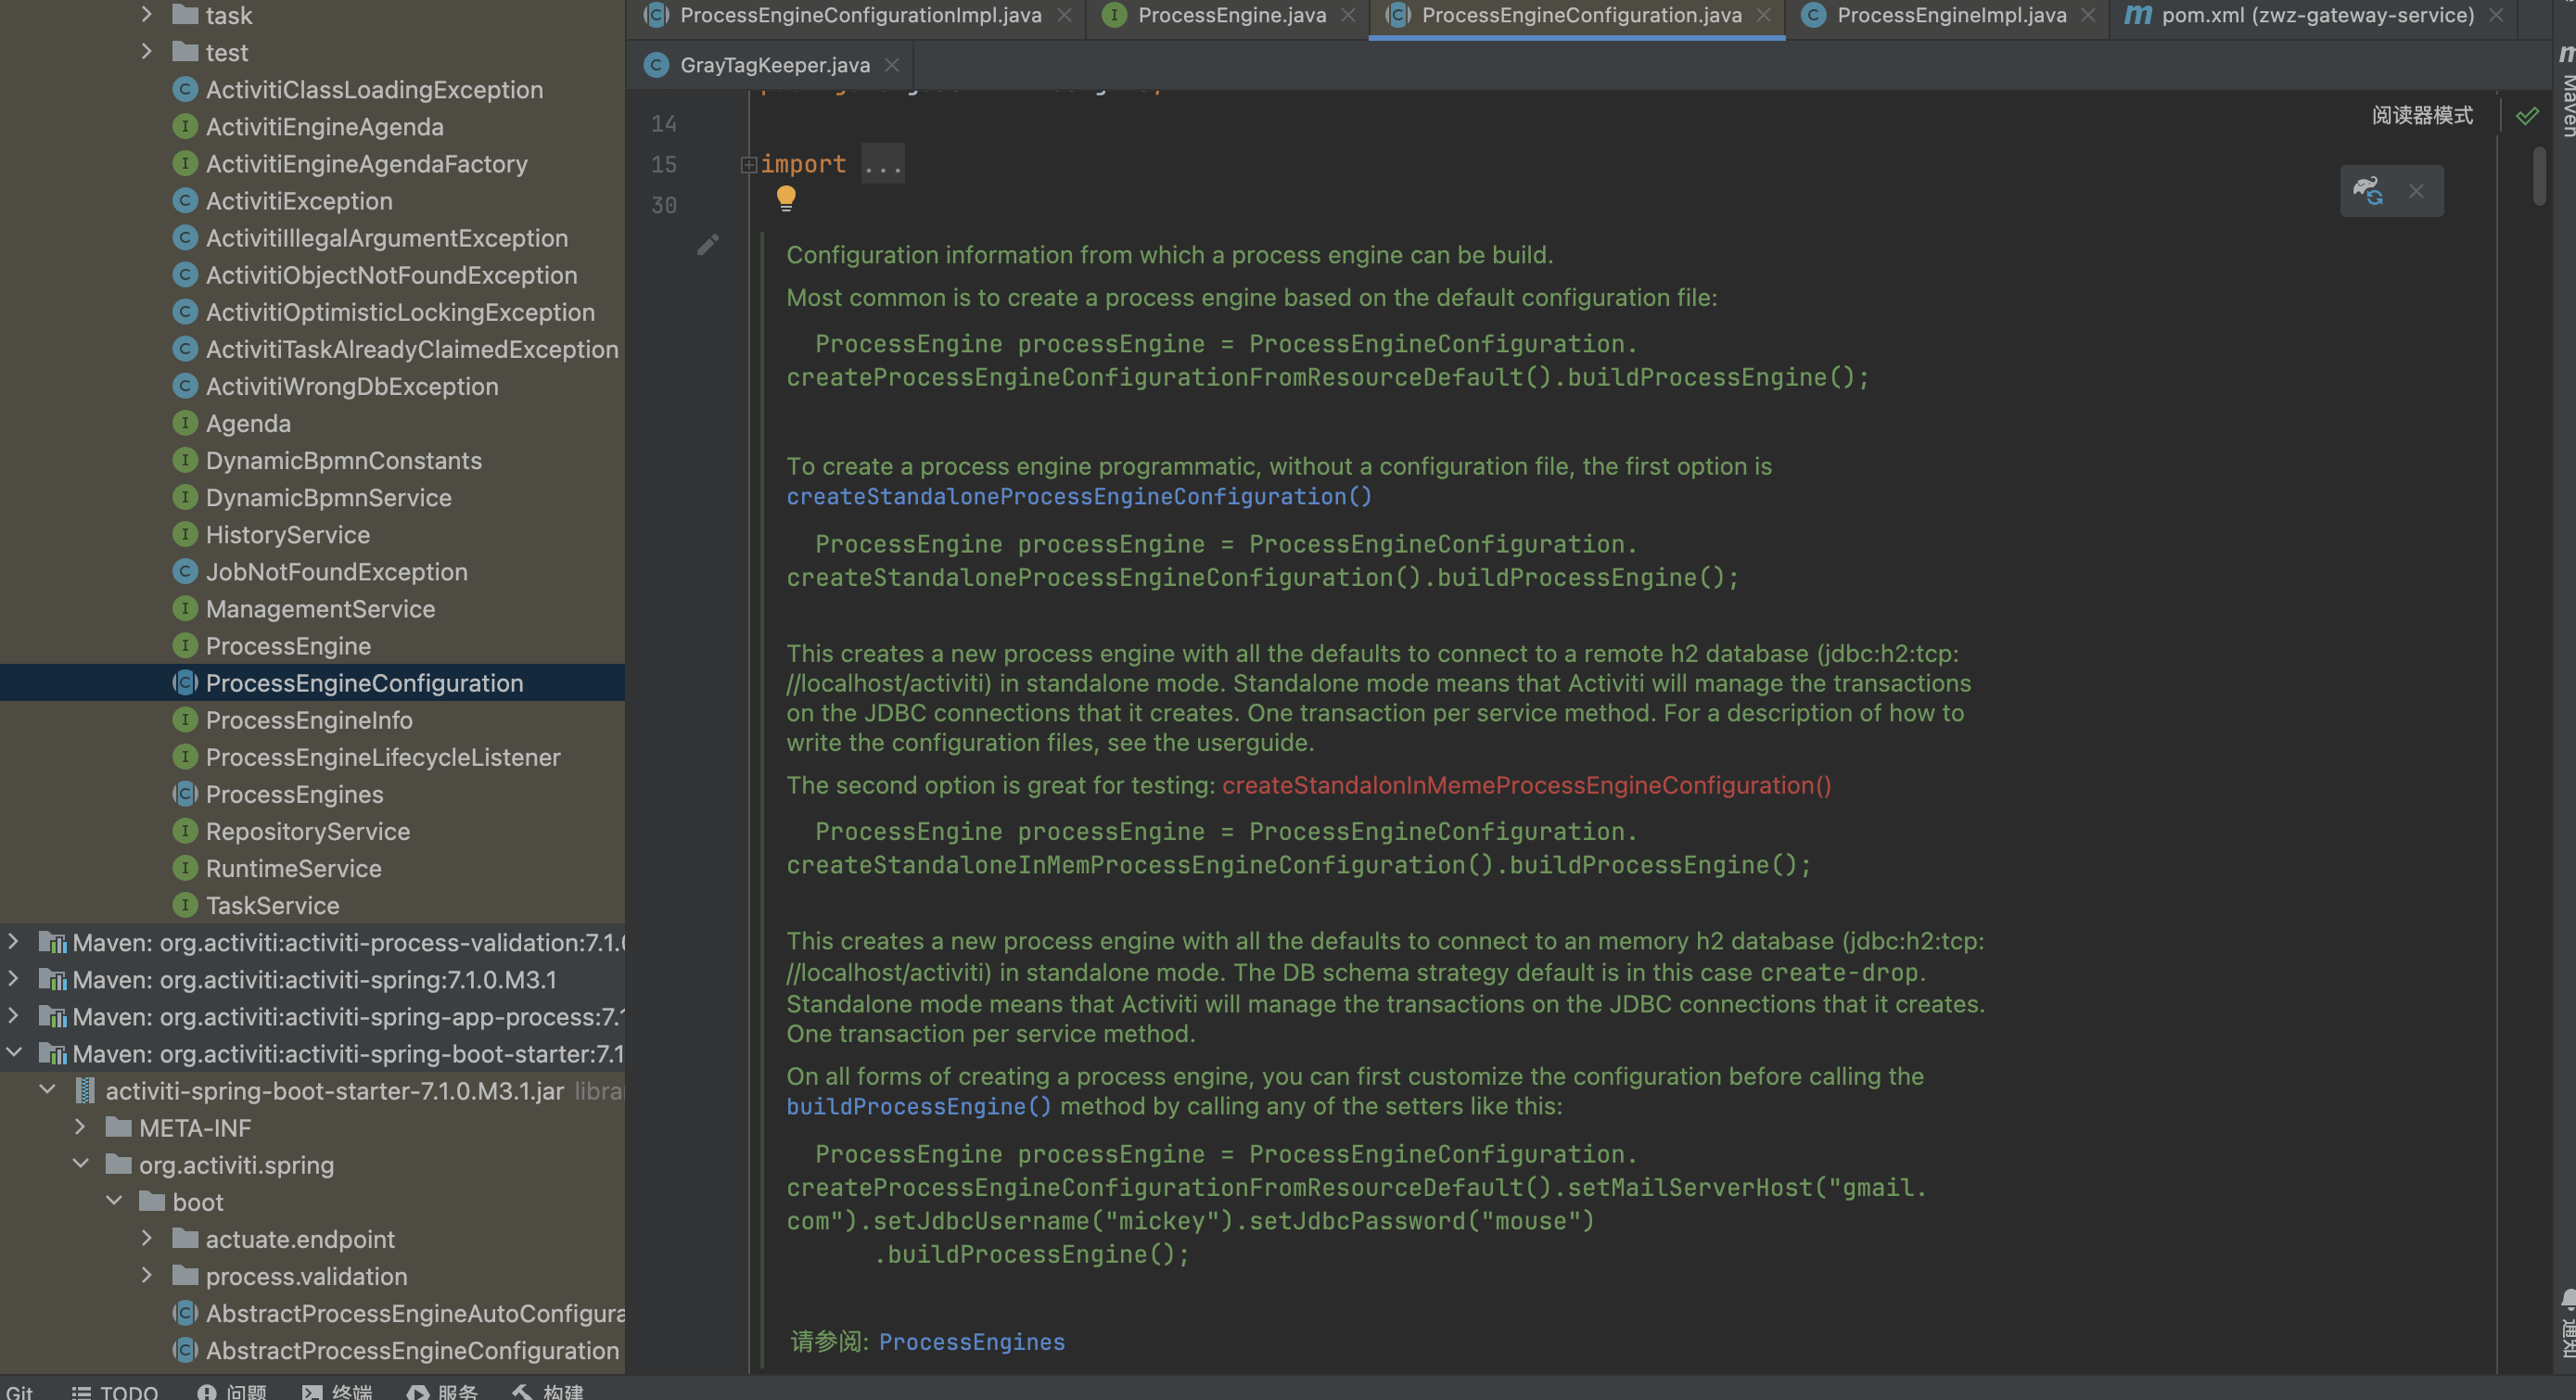 task
test
ActivitiClassLoadingException
ActivitiEngineAgenda
ActivitiEngineAgendaFactory
ActivitiException
ActivitiIllegalArgumentException
ActivitiObjectNotFoundException
ActivitiOptimisticLockingException
ActivitiTaskAlreadyClaimedException
ActivitiWrongDbException
Agenda
DynamicBpmnConstants
DynamicBpmnService
HistoryService
JobNotFoundException
ManagementService
ProcessEngine
ProcessEngineConfiguration
ProcessEngineInfo
ProcessEngineLifecycleListener
ProcessEngines
RepositoryService
RuntimeService
TaskService
Maven: org.activiti:activiti-process-validation:7.1.0
Maven: org.activiti:activiti-spring:7.1.0.M3.1
Maven: org.activiti:activiti-spring-app-process:7.1
Maven: org.activiti:activiti-spring-boot-starter:7.1
activiti-spring-boot-starter-7.1.0.M3.1.jar libra
META-INF
org.activiti.spring
boot
actuate.endpoint
process.validation
AbstractProcessEngineAutoConfigura
AbstractProcessEngineConfiguration
ProcessEngineConfigurationImpl.java
ProcessEngine.java
ProcessEngineConfiguration.java
ProcessEngineImpl.java
pom.xml (zwz-gateway-service)
GrayTagKeeper.java
14
阅读器模式
15 import ...
30
Configuration information from which a process engine can be build.
Most common is to create a process engine based on the default configuration file:
ProcessEngine processEngine = ProcessEngineConfiguration.
createProcessEngineConfigurationFromResourceDefault().buildProcessEngine();
To create a process engine programmatic, without a configuration file, the first option is
createStandaloneProcessEngineConfiguration()
ProcessEngine processEngine = ProcessEngineConfiguration.
createStandaloneProcessEngineConfiguration().buildProcessEngine();
This creates a new process engine with all the defaults to connect to a remote h2 database (jdbc:h2:tcp:
//localhost/activiti) in standalone mode. Standalone mode means that Activiti will manage the transactions
on the JDBC connections that it creates. One transaction per service method. For a description of how to
write the configuration files, see the userguide.
The second option is great for testing: createStandalonInMemeProcessEngineConfiguration()
ProcessEngine processEngine = ProcessEngineConfiguration.
createStandaloneInMemProcessEngineConfiguration().buildProcessEngine();
This creates a new process engine with all the defaults to connect to an memory h2 database (jdbc:h2:tcp:
//localhost/activiti) in standalone mode. The DB schema strategy default is in this case create-drop.
Standalone mode means that Activiti will manage the transactions on the JDBC connections that it creates.
One transaction per service method.
On all forms of creating a process engine, you can first customize the configuration before calling the
buildProcessEngine() method by calling any of the setters like this:
ProcessEngine processEngine = ProcessEngineConfiguration.
createProcessEngineConfigurationFromResourceDefault().setMailServerHost("gmail.
com").setJdbcUsername("mickey").setJdbcPassword("mouse")
.buildProcessEngine();
请参阅: ProcessEngines
Maven
通知
Git
TODO
问题
终端
服务
构建